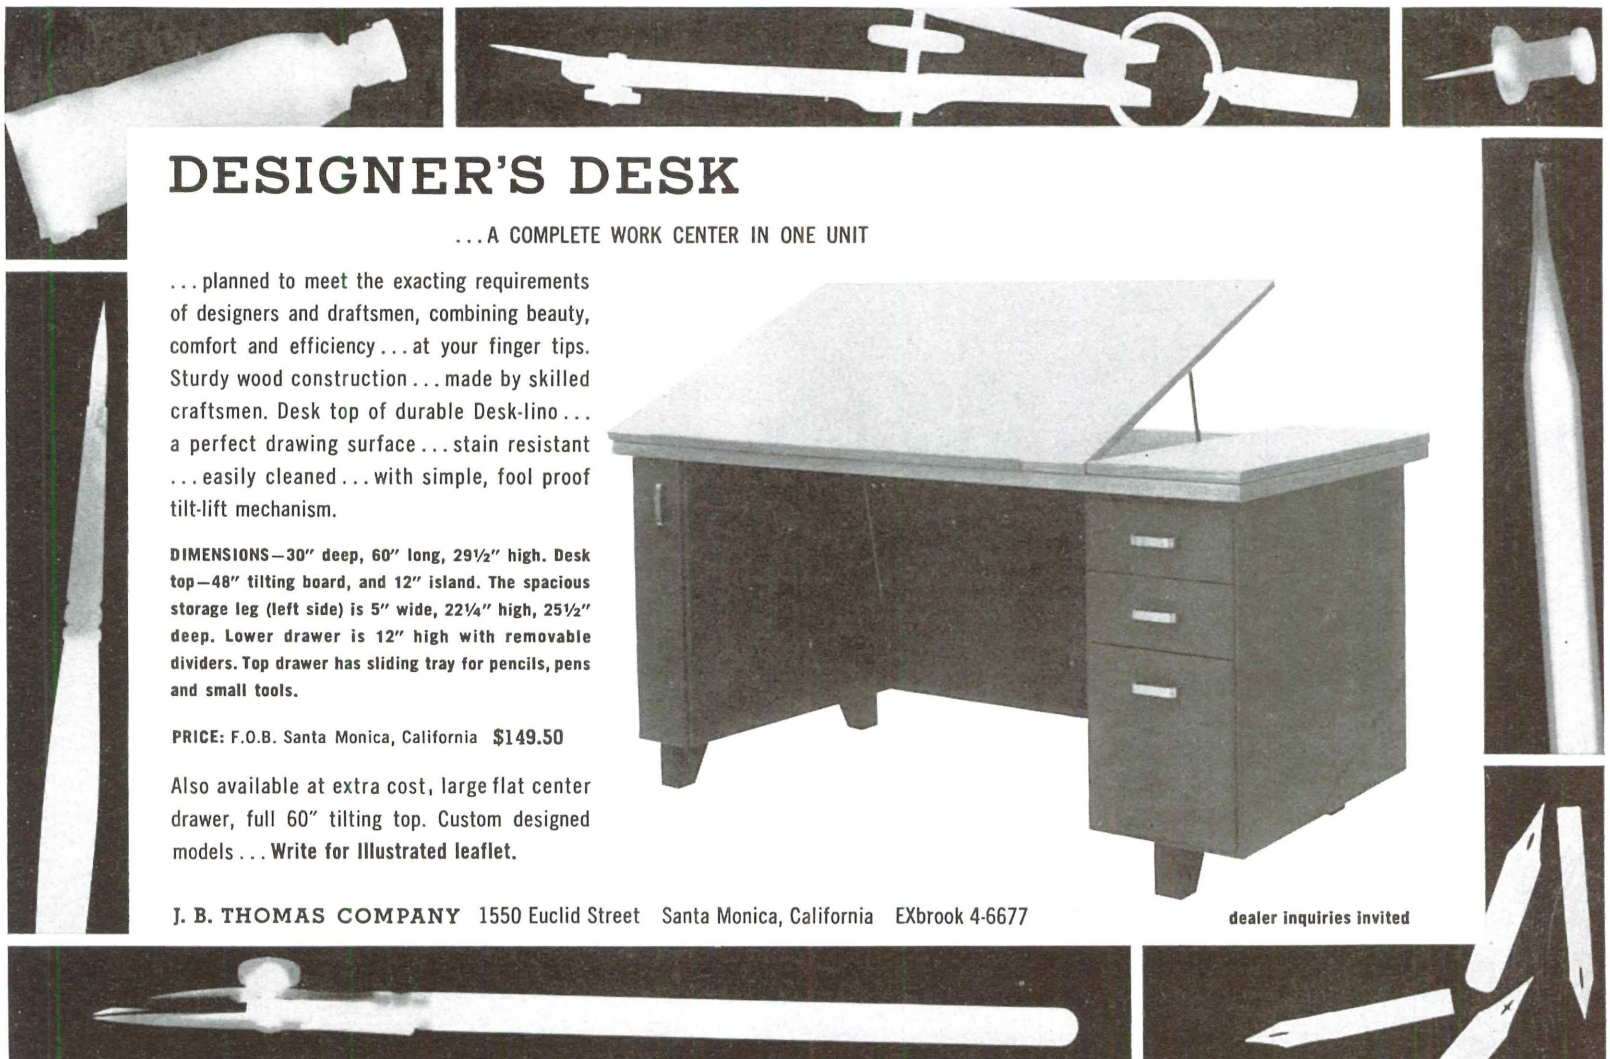 DESIGNER'S DESK
...A COMPLETE WORK CENTER IN ONE UNIT
...planned to meet the exacting requirements
of designers and draftsmen, combining beauty,
comfort and efficiency...at your finger tips.
Sturdy wood construction...made by skilled
craftsmen. Desk top of durable Desk-lino...
a perfect drawing surface...stain resistant
...easily cleaned...with simple, fool proof
tilt-lift mechanism.
DIMENSIONS—30″ deep, 60″ long, 29½″ high. Desk
top—48″ tilting board, and 12″ island. The spacious
storage leg (left side) is 5″ wide, 22¼″ high, 25½″
deep. Lower drawer is 12″ high with removable
dividers. Top drawer has sliding tray for pencils, pens
and small tools.
PRICE: F.O.B. Santa Monica, California $149.50
Also available at extra cost, large flat center
drawer, full 60″ tilting top. Custom designed
models...Write for Illustrated leaflet.
J. B. THOMAS COMPANY 1550 Euclid Street Santa Monica, California EXbrook 4-6677
dealer inquiries invited